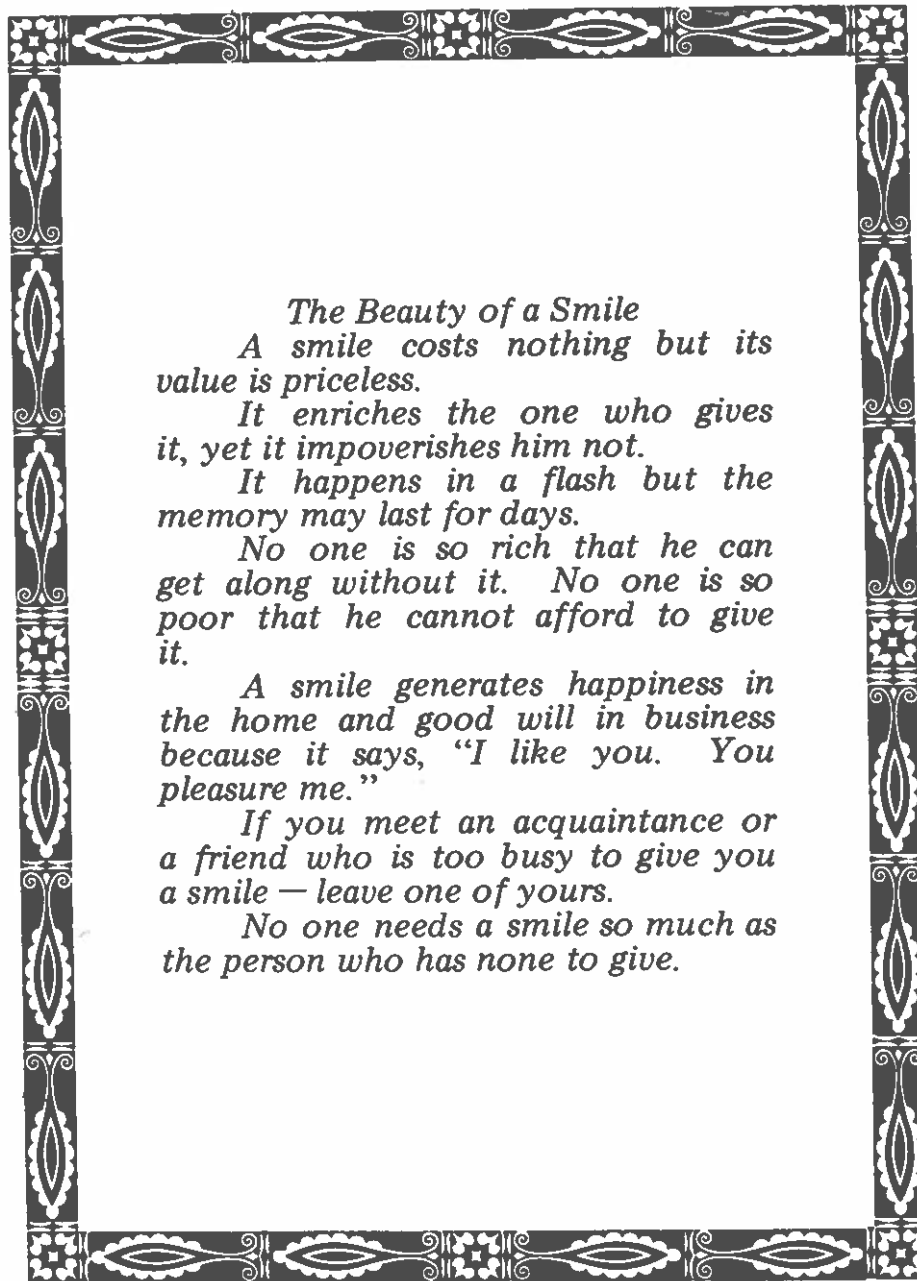 The Beauty of a Smile
A smile costs nothing but its
value is priceless.
It enriches the one who gives
it, yet it impoverishes him not.
It happens in a flash but the
memory may last for days.
No one is so rich that he can
get along without it. No one is so
poor that he cannot afford to give
it.
A smile generates happiness in
the home and good will in business
because it says, “I like you. You
pleasure me.”
If you meet an acquaintance or
a friend who is too busy to give you
a smile — leave one of yours.
No one needs a smile so much as
the person who has none to give.